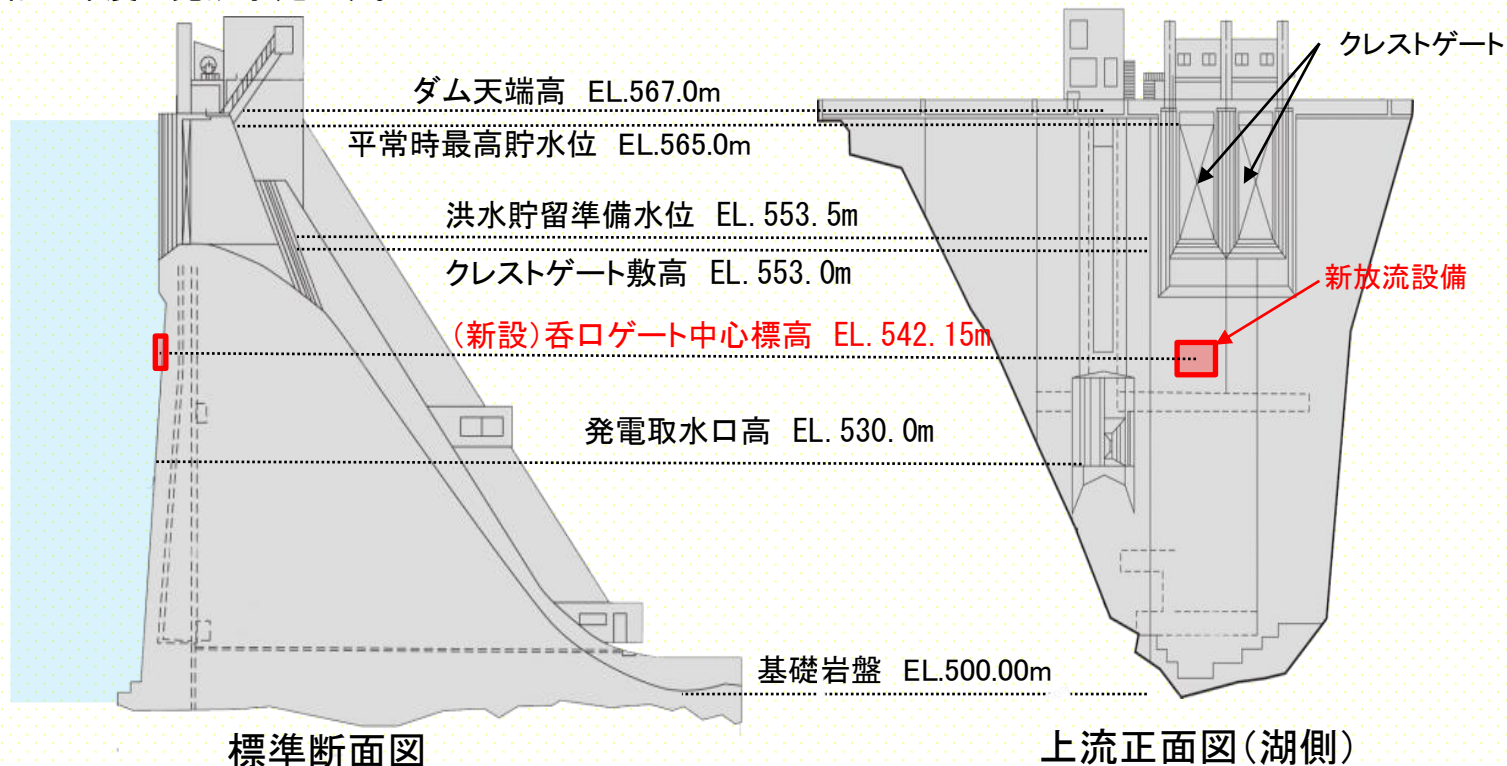 クレストゲート
ダム天端高 EL.567.0m
平常時最高貯水位 EL.565.0m
洪水貯留準備水位 EL.553.5m
クレストゲート敷高 EL.553.0m
新放流設備
(新設)呑口ゲート中心標高 EL.542.15m
発電取水口高 EL.530.0m
基礎岩盤 EL.500.00m
標準断面図
上流正面図(湖側)